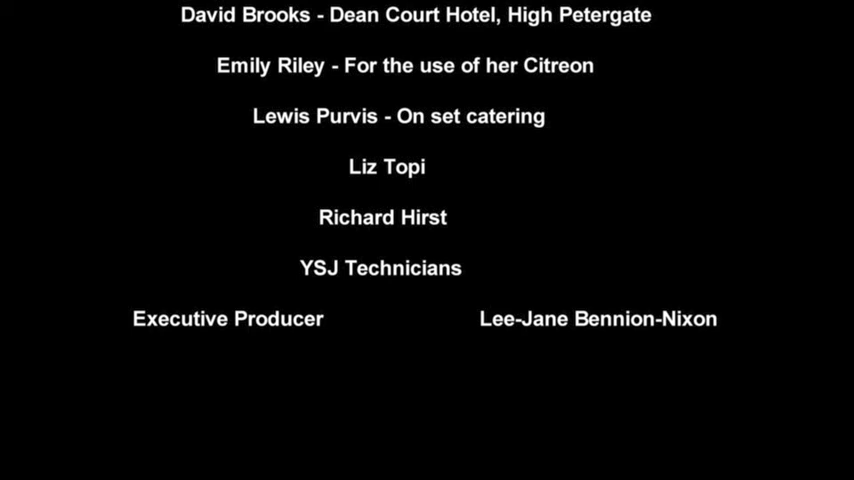 David Brooks - Dean Court Hotel, High Petergate
Emily Riley - For the use of her Citreon
Lewis Purvis - On set catering
Liz Topi
Richard Hirst
YSJ Technicians
Executive Producer Lee-Jane Bennion-Nixon